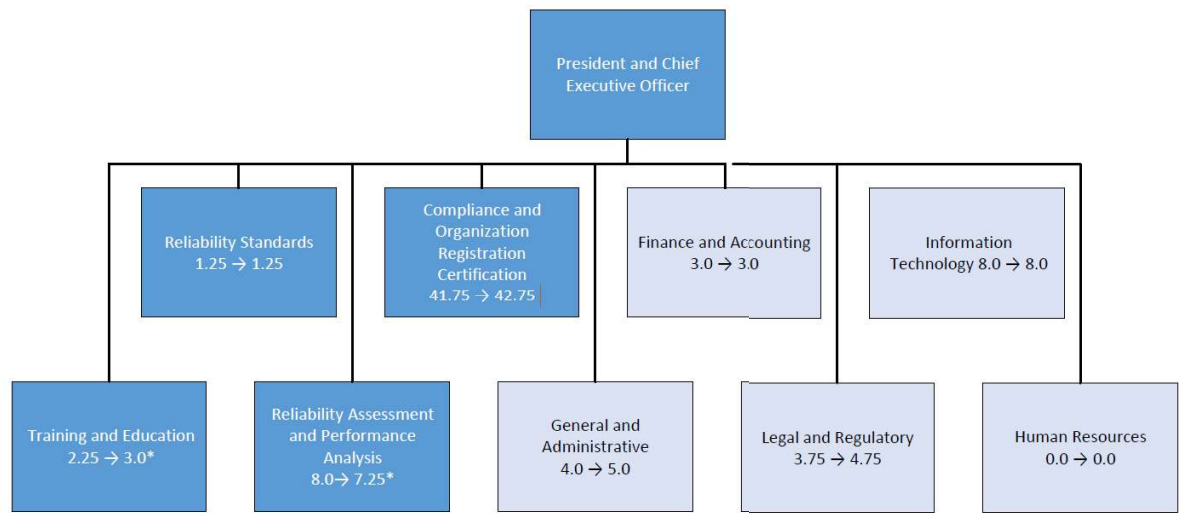 President and Chief
Executive Officer
Reliability Standards
1.25 → 1.25
Compliance and
Organization
Registration
Certification
41.75 → 42.75
Finance and Accounting
3.0 → 3.0
Information
Technology 8.0 → 8.0
Training and Education
2.25 → 3.0*
Reliability Assessment
and Performance
Analysis
8.0→ 7.25*
General and
Administrative
4.0 → 5.0
Legal and Regulatory
3.75 → 4.75
Human Resources
0.0 → 0.0